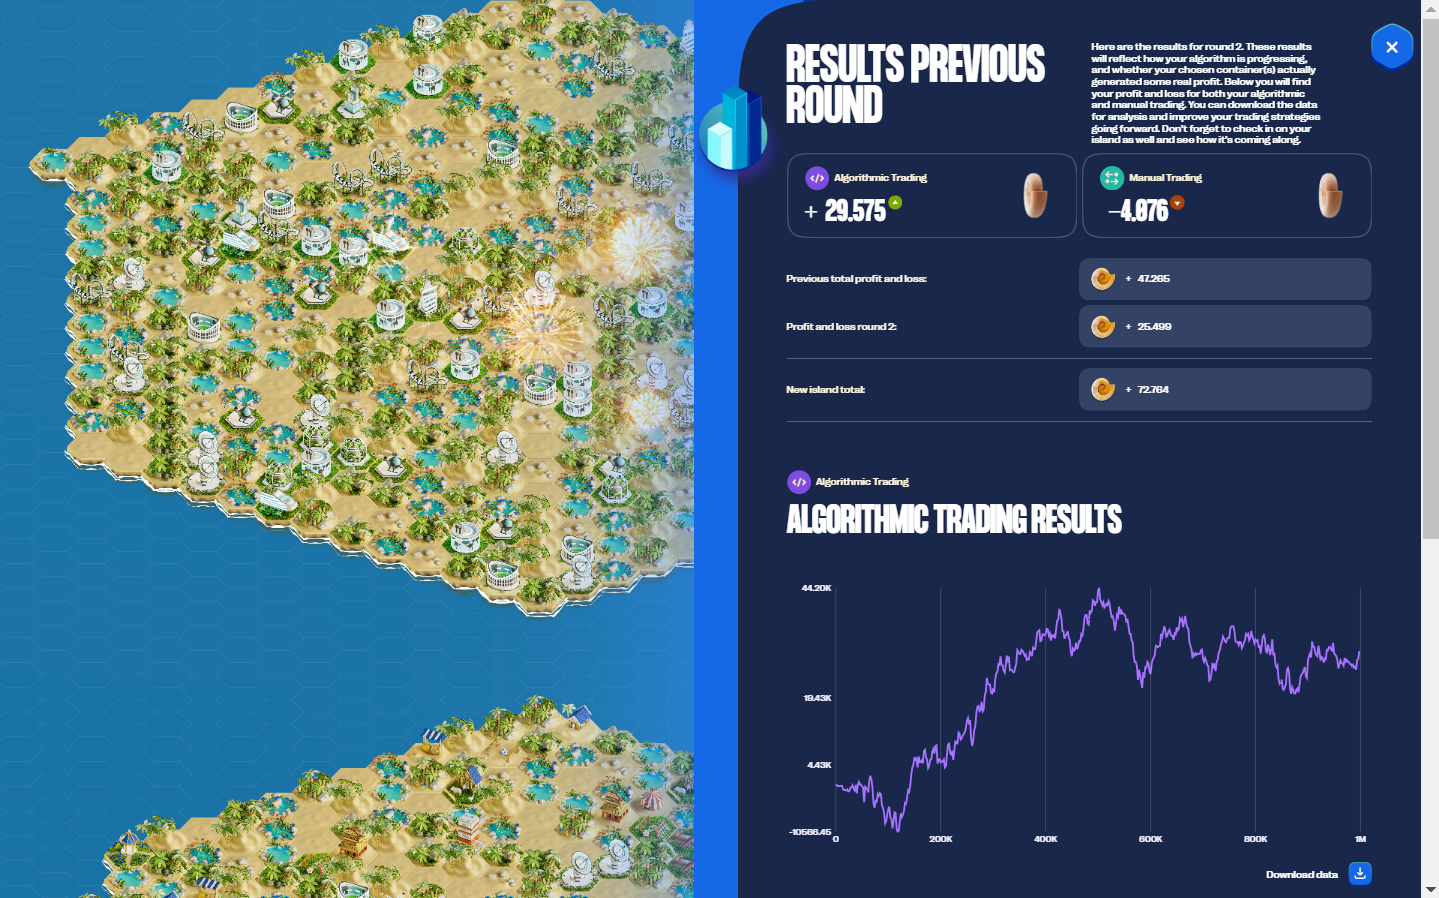 RESULTS PREVIOUS
ROUND
Here are the results for round 2. These results
will reflect how your algorithm is progressing,
and whether your chosen container(s) actually
generated some real profit. Below you will find
your profit and loss for both your algorithmic
and manual trading. You can download the data
for analysis and improve your trading strategies
going forward. Don't forget to check in on your
island as well and see how it's coming along.
Algorithmic Trading
+ 29.575
Manual Trading
–4.076
Previous total profit and loss:
+ 47.265
Profit and loss round 2:
+ 25.499
New island total:
+ 72.764
Algorithmic Trading
ALGORITHMIC TRADING RESULTS
44.20K
19.43K
4.43K
-10566.45
0 200K 400K 600K 800K 1M
Download data